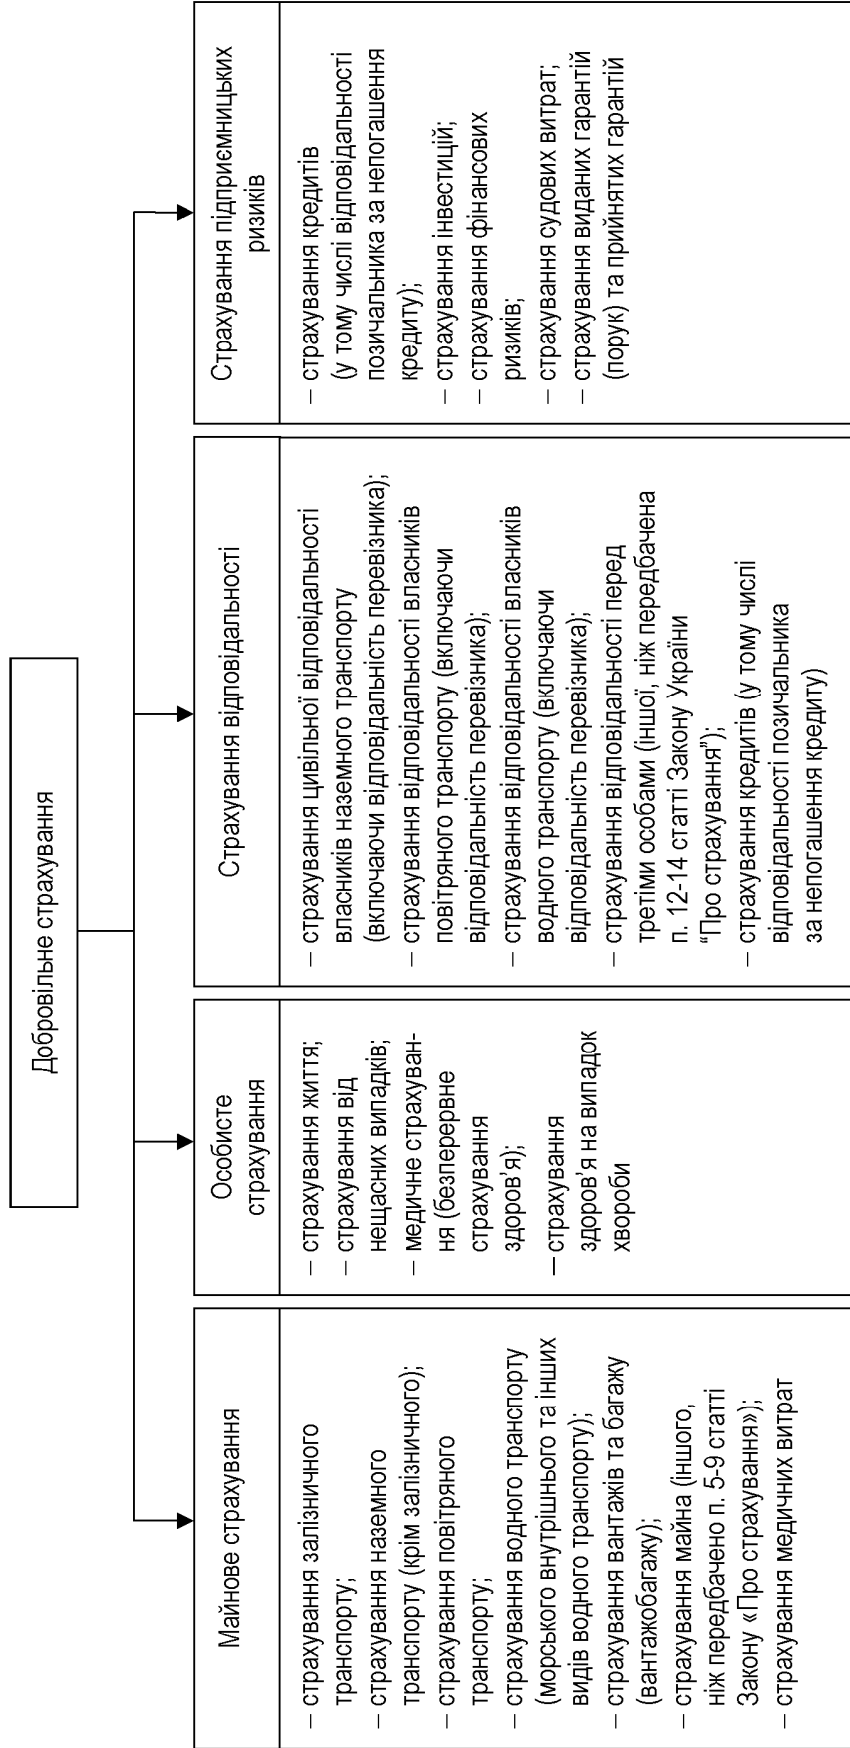 Добровільне страхування
Майнове страхування
– страхування залізничного
транспорту;
– страхування наземного
транспорту (крім залізничного);
– страхування повітряного
транспорту;
– страхування водного транспорту
(морського внутрішнього та інших
видів водного транспорту);
– страхування вантажів та багажу
(вантажобагажу);
– страхування майна (іншого,
ніж передбачено п. 5-9 статті
Закону «Про страхування»);
– страхування медичних витрат
Особисте
страхування
– страхування життя;
– страхування від
нещасних випадків;
– медичне страхуван-
ня (безперервне
страхування
здоров’я);
– страхування
здоров’я на випадок
хвороби
Страхування відповідальності
– страхування цивільної відповідальності
власників наземного транспорту
(включаючи відповідальність перевізника);
– страхування відповідальності власників
повітряного транспорту (включаючи
відповідальність перевізника);
– страхування відповідальності власників
водного транспорту (включаючи
відповідальність перевізника);
– страхування відповідальності перед
третіми особами (іншої, ніж передбачена
п. 12-14 статті Закону України
“Про страхування”);
– страхування кредитів (у тому числі
відповідальності позичальника
за непогашення кредиту)
Страхування підприємницьких
ризиків
– страхування кредитів
(у тому числі відповідальності
позичальника за непогашення
кредиту);
– страхування інвестицій;
– страхування фінансових
ризиків;
– страхування судових витрат;
– страхування виданих гарантій
(порук) та прийнятих гарантій